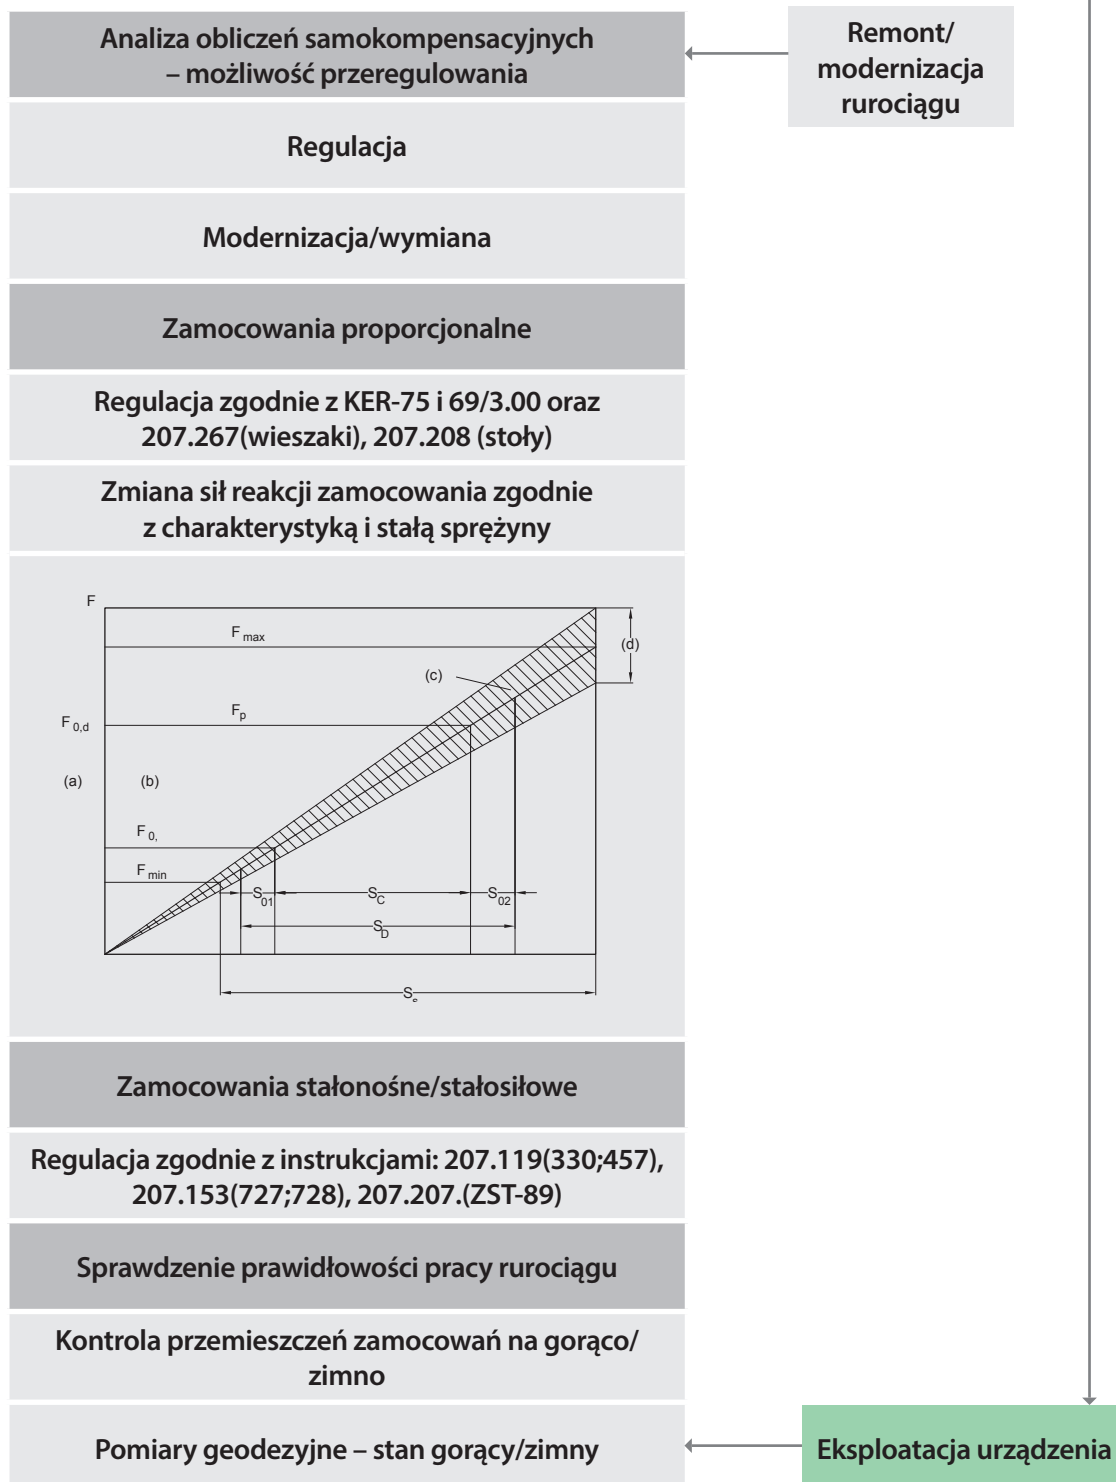 Analiza obliczeń samokompensacyjnych
– możliwość przeregulowania
Remont/
modernizacja
rurociągu
Regulacja
Modernizacja/wymiana
Zamocowania proporcjonalne
Regulacja zgodnie z KER-75 i 69/3.00 oraz
207.267(wieszaki), 207.208 (stoły)
Zmiana sił reakcji zamocowania zgodnie
z charakterystyką i stałą sprężyny
F
F max
(d)
(c)
F 0,d
F p
(a)
(b)
F 0,
F min
S 01
S C
S 02
S D
S s
Zamocowania stałonośne/stałosiłowe
Regulacja zgodnie z instrukcjami: 207.119(330;457),
207.153(727;728), 207.207.(ZST-89)
Sprawdzenie prawidłowości pracy rurociągu
Kontrola przemieszczeń zamocowań na gorąco/
zimno
Pomiary geodezyjne – stan gorący/zimny
Eksploatacja urządzenia